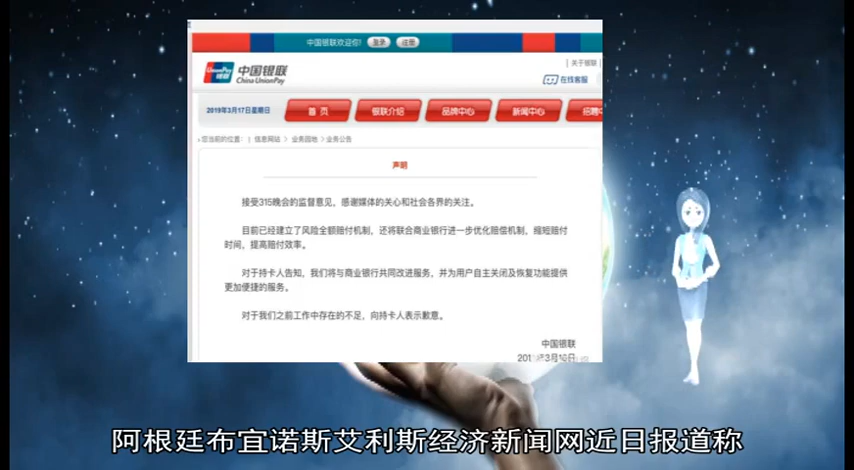 中国银联欢迎你!
登录
注册
关于银联
UnionPay
银联
中国银联
China UnionPay
在线客服
2019年3月17日星期日
首 页
银联介绍
品牌中心
新闻中心
招聘中
您当前的位置: | 信息网站 > 业务园地 > 业务公告
声明
接受315晚会的监督意见，感谢媒体的关心和社会各界的关注。
目前已经建立了风险全额赔付机制，还将联合商业银行进一步优化赔偿机制，缩短赔付
时间，提高赔付效率。
对于持卡人告知，我们将与商业银行共同改进服务，并为用户自主关闭及恢复功能提供
更加便捷的服务。
对于我们之前工作中存在的不足，向持卡人表示歉意。
中国银联
阿根廷布宜诺斯艾利斯经济新闻网近日报道称